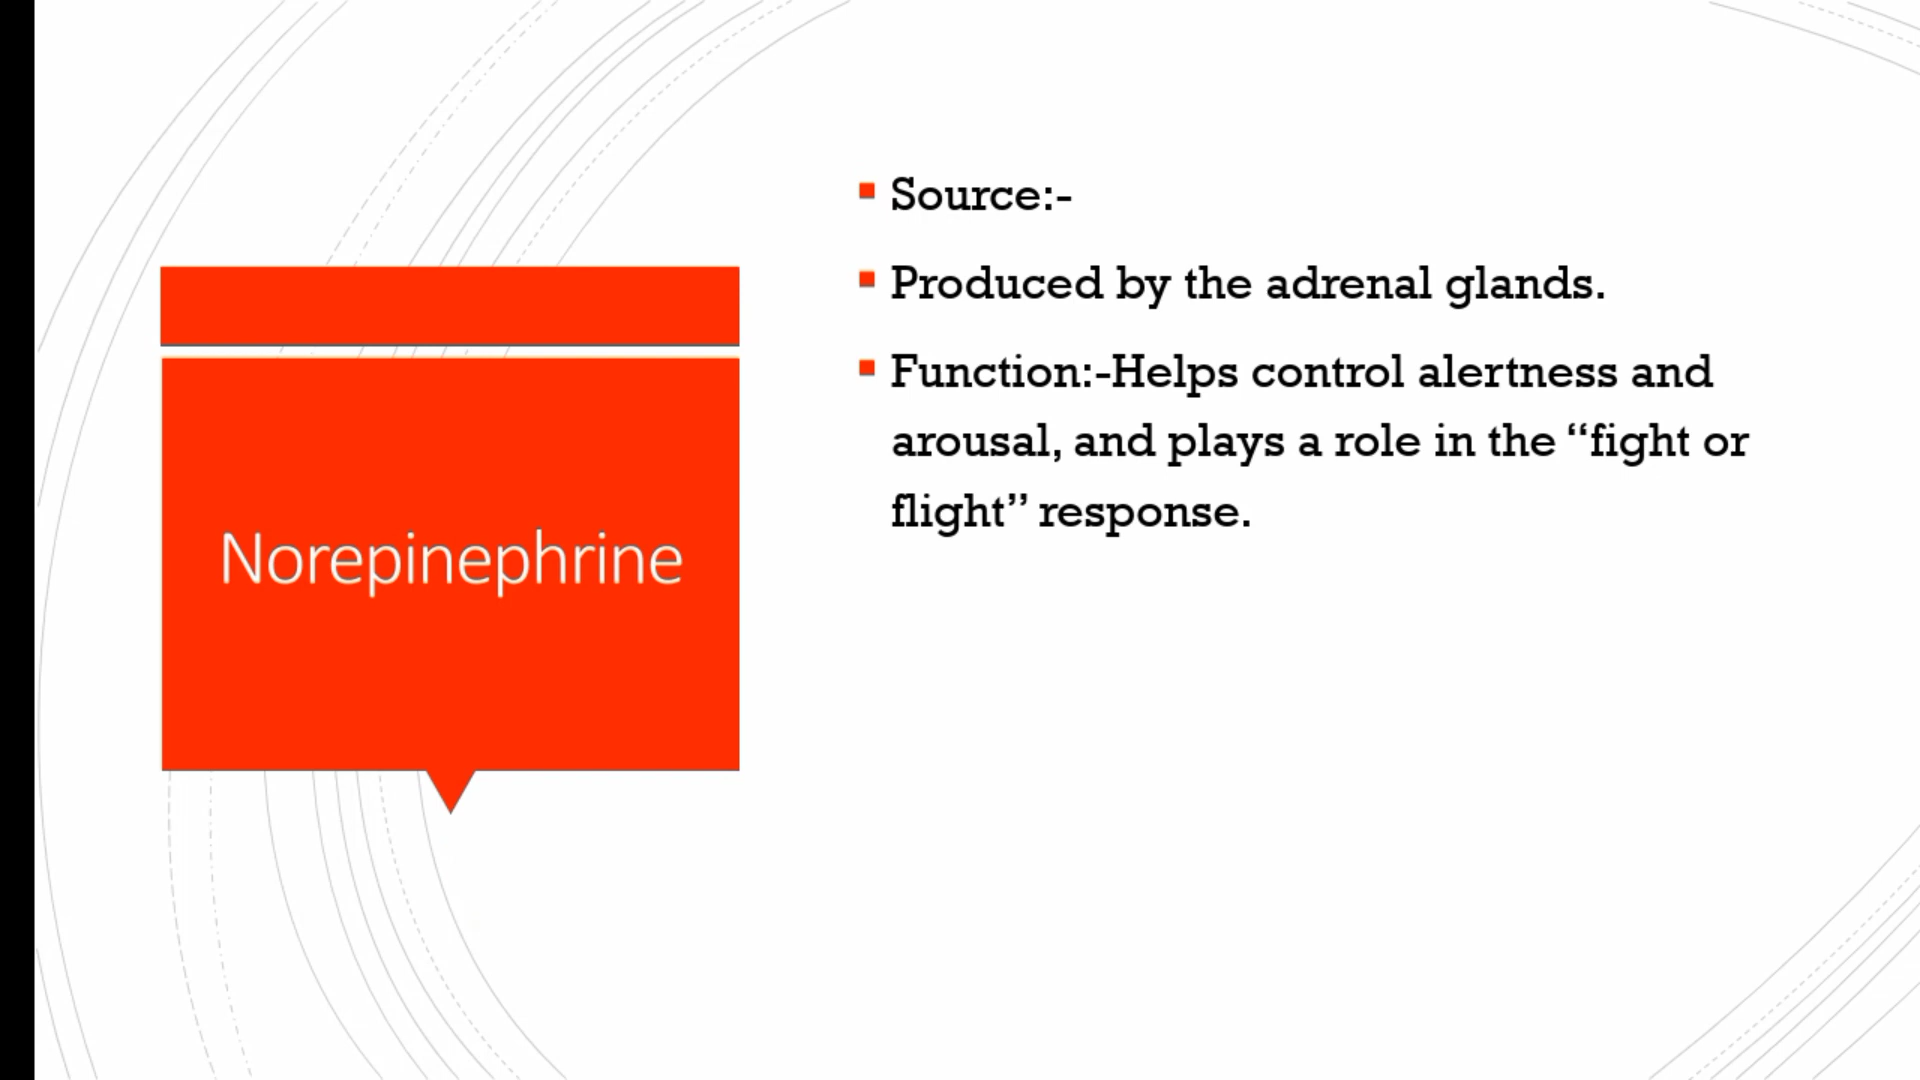 Norepinephrine
Source:-
Produced by the adrenal glands.
Function:-Helps control alertness and
arousal, and plays a role in the “fight or
flight” response.